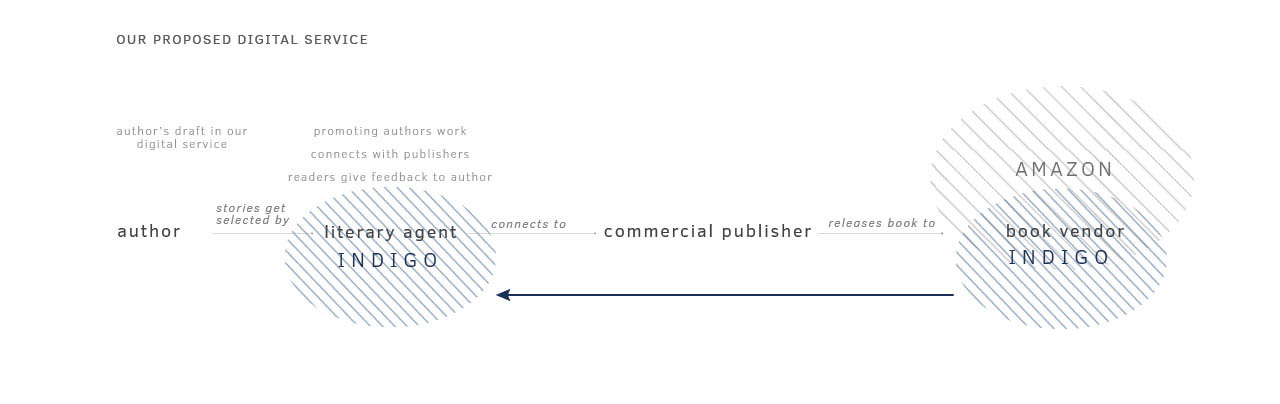 OUR PROPOSED DIGITAL SERVICE
author's draft in our
digital service
promoting authors work
connects with publishers
readers give feedback to author
AMAZON
author
stories get
selected by
literary agent
INDIGO
connects to
commercial publisher
releases book to
book vendor
INDIGO